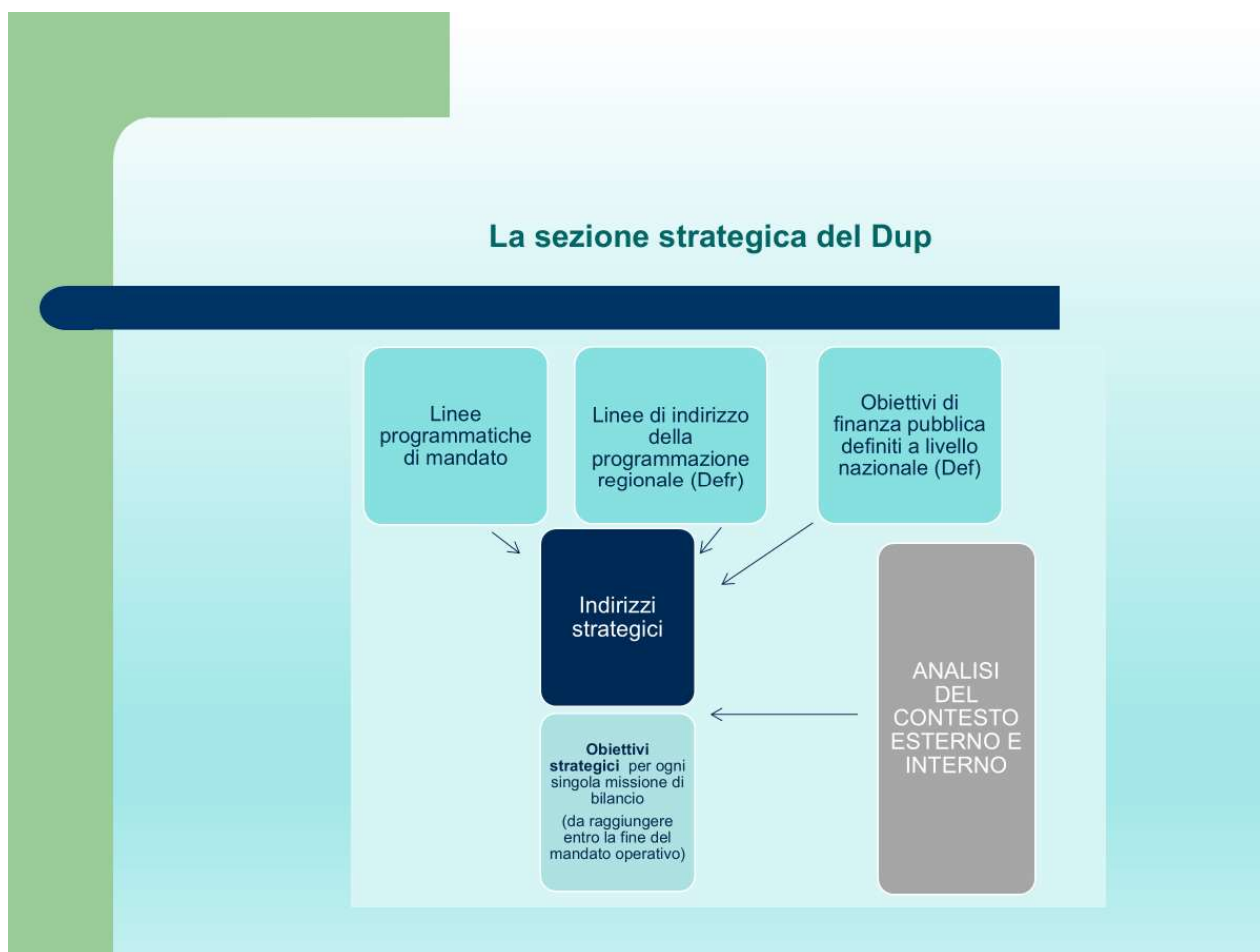 La sezione strategica del Dup
Linee
programmatiche
di mandato
Linee di indirizzo
della
programmazione
regionale (Defr)
Obiettivi di
finanza pubblica
definiti a livello
nazionale (Def)
Indirizzi
strategici
ANALISI
DEL
CONTESTO
ESTERNO E
INTERNO
Obiettivi
strategici per ogni
singola missione di
bilancio
(da raggiungere
entro la fine del
mandato operativo)